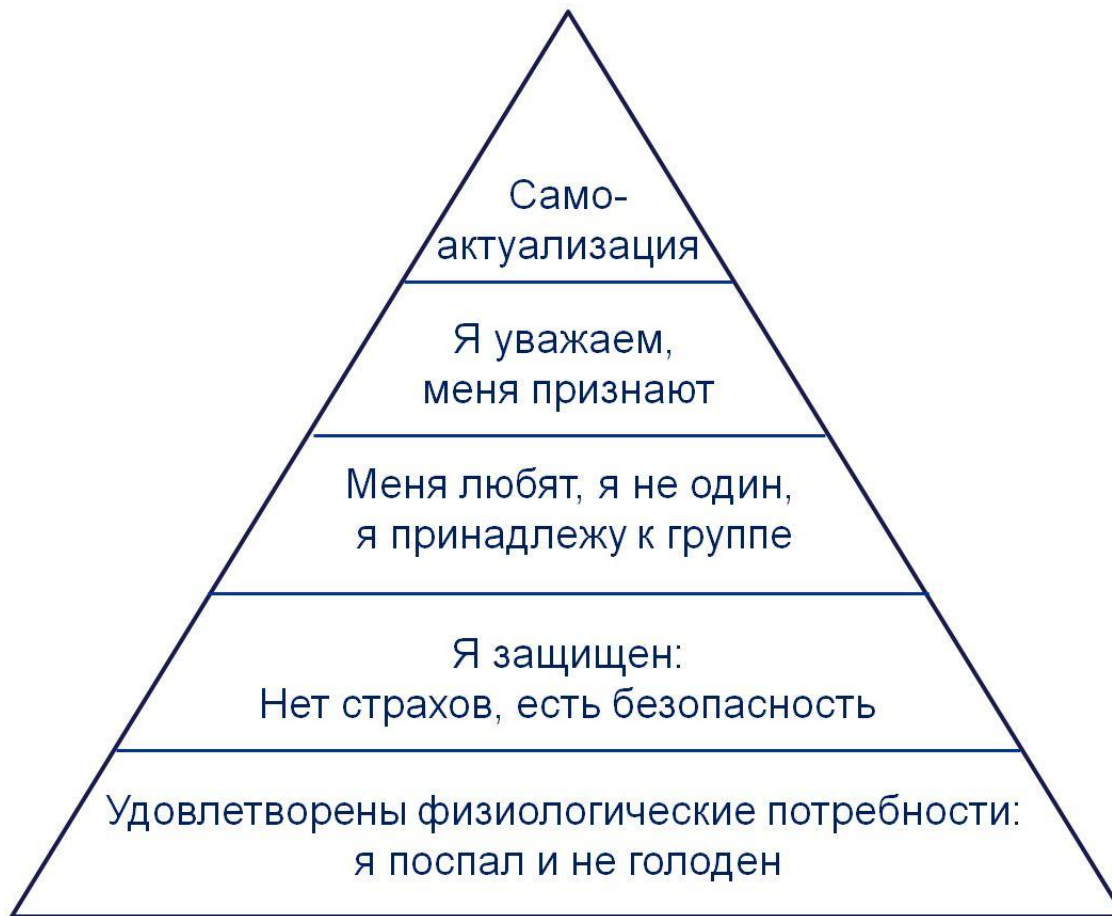 Само-
актуализация
Я уважаем,
меня признают
Меня любят, я не один,
я принадлежу к группе
Я защищен:
Нет страхов, есть безопасность
Удовлетворены физиологические потребности:
я поспал и не голоден